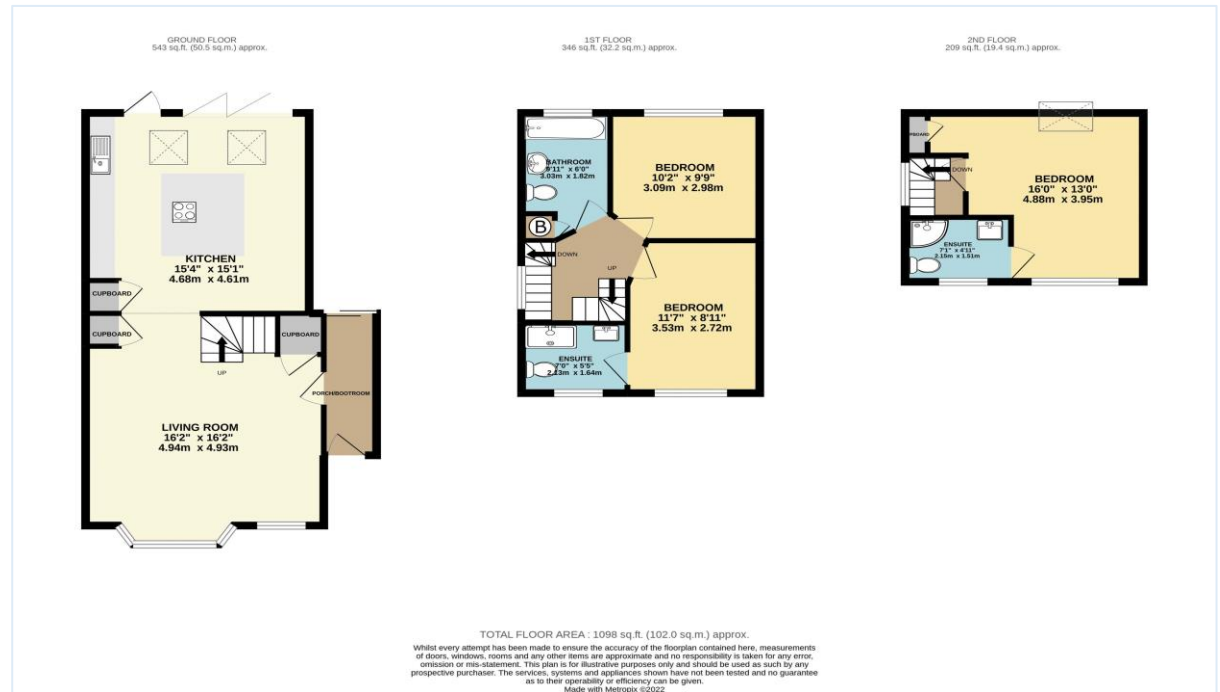 GROUND FLOOR
543 sq.ft. (50.5 sq.m.) approx.
KITCHEN
15'4" x 15'1"
4.68m x 4.61m
CUPBOARD
CUPBOARD
CUPBOARD
UP
PORCH/BOOTROOM
LIVING ROOM
16'2" x 16'2"
4.94m x 4.93m
1ST FLOOR
346 sq.ft. (32.2 sq.m.) approx.
BATHROOM
9'11" x 6'0"
3.03m x 1.82m
BEDROOM
10'2" x 9'9"
3.09m x 2.98m
B
DOWN
UP
BEDROOM
11'7" x 8'11"
3.53m x 2.72m
ENSUITE
7'0" x 5'5"
2.13m x 1.64m
2ND FLOOR
209 sq.ft. (19.4 sq.m.) approx.
PBOARD
DOWN
BEDROOM
16'0" x 13'0"
4.88m x 3.95m
ENSUITE
7'1" x 4'11"
2.15m x 1.51m
TOTAL FLOOR AREA : 1098 sq.ft. (102.0 sq.m.) approx.
Whilst every attempt has been made to ensure the accuracy of the floorplan contained here, measurements
of doors, windows, rooms and any other items are approximate and no responsibility is taken for any error,
omission or mis-statement. This plan is for illustrative purposes only and should be used as such by any
prospective purchaser. The services, systems and appliances shown have not been tested and no guarantee
as to their operability or efficiency can be given.
Made with Metropix ©2022